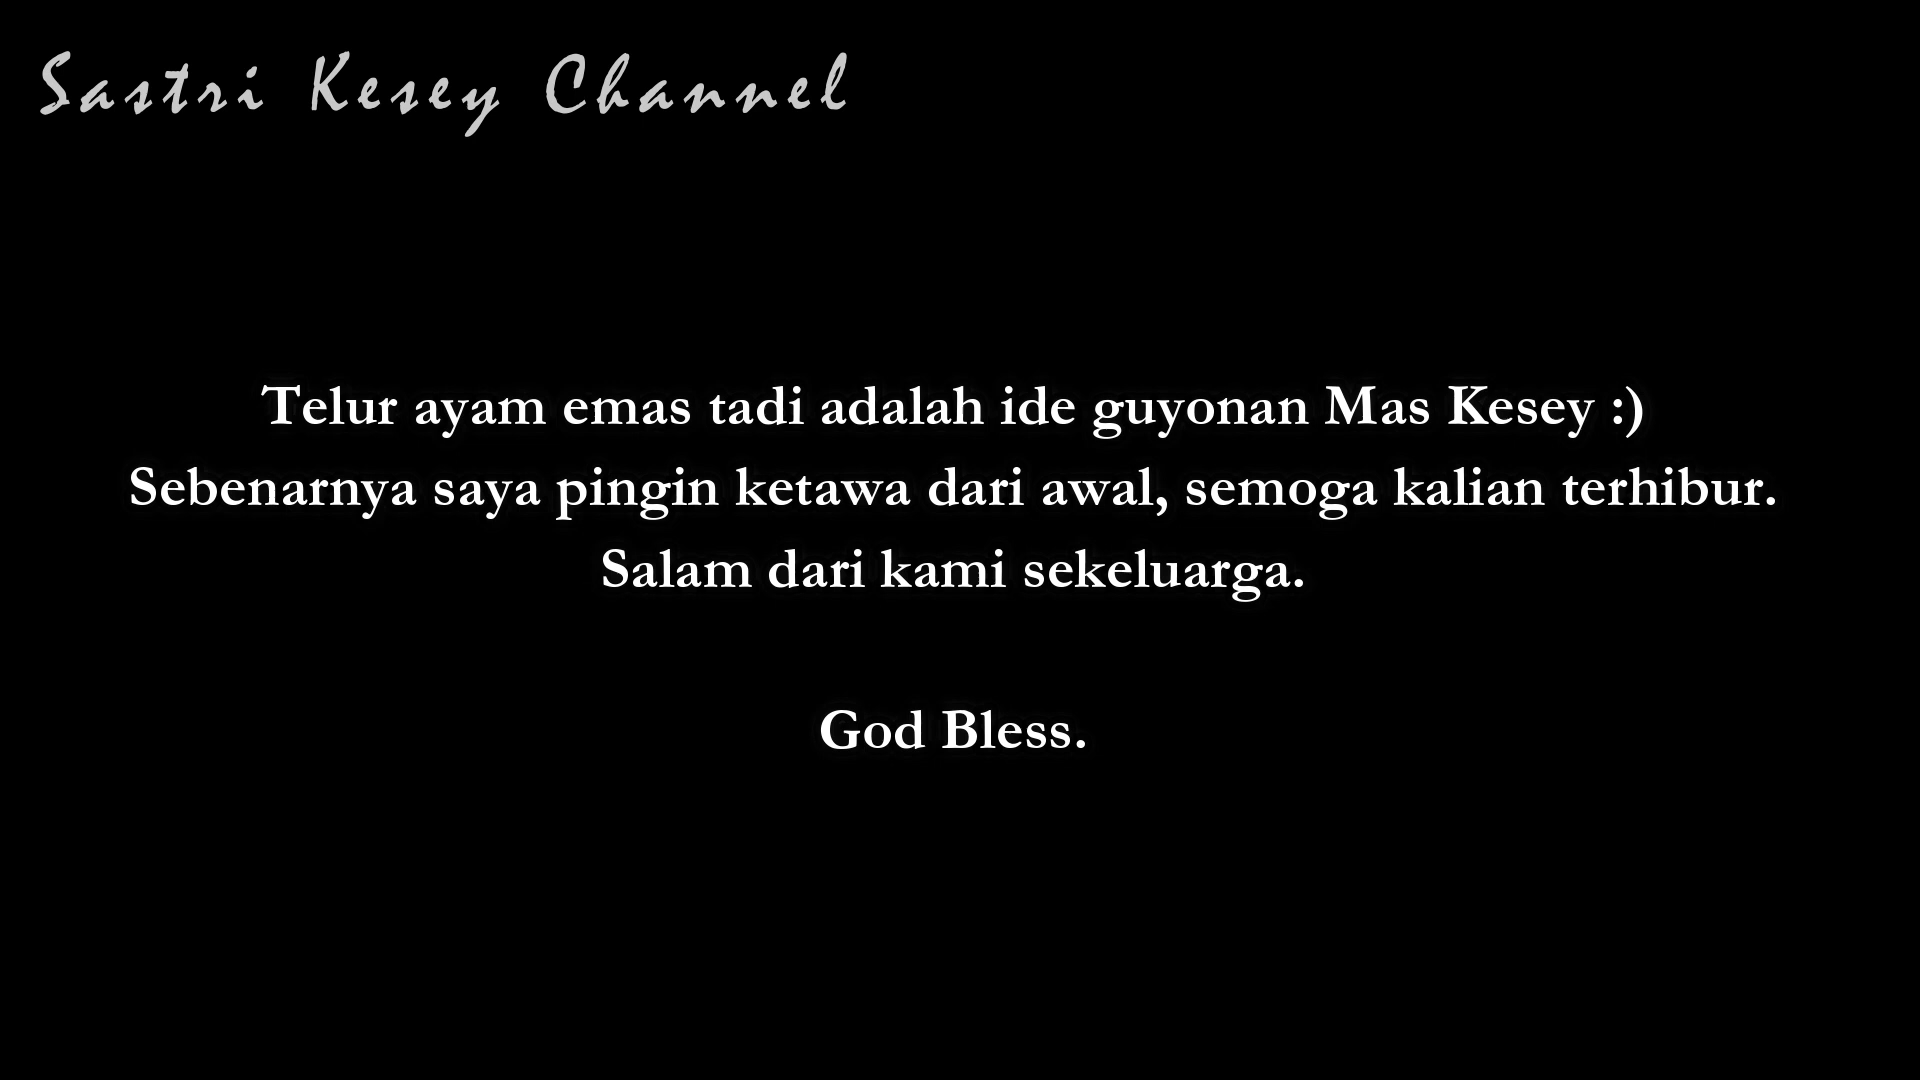 Sastri Kesey Channel
Telur ayam emas tadi adalah ide guyonan Mas Kesey :)
Sebenarnya saya pingin ketawa dari awal, semoga kalian terhibur.
Salam dari kami sekeluarga.
God Bless.